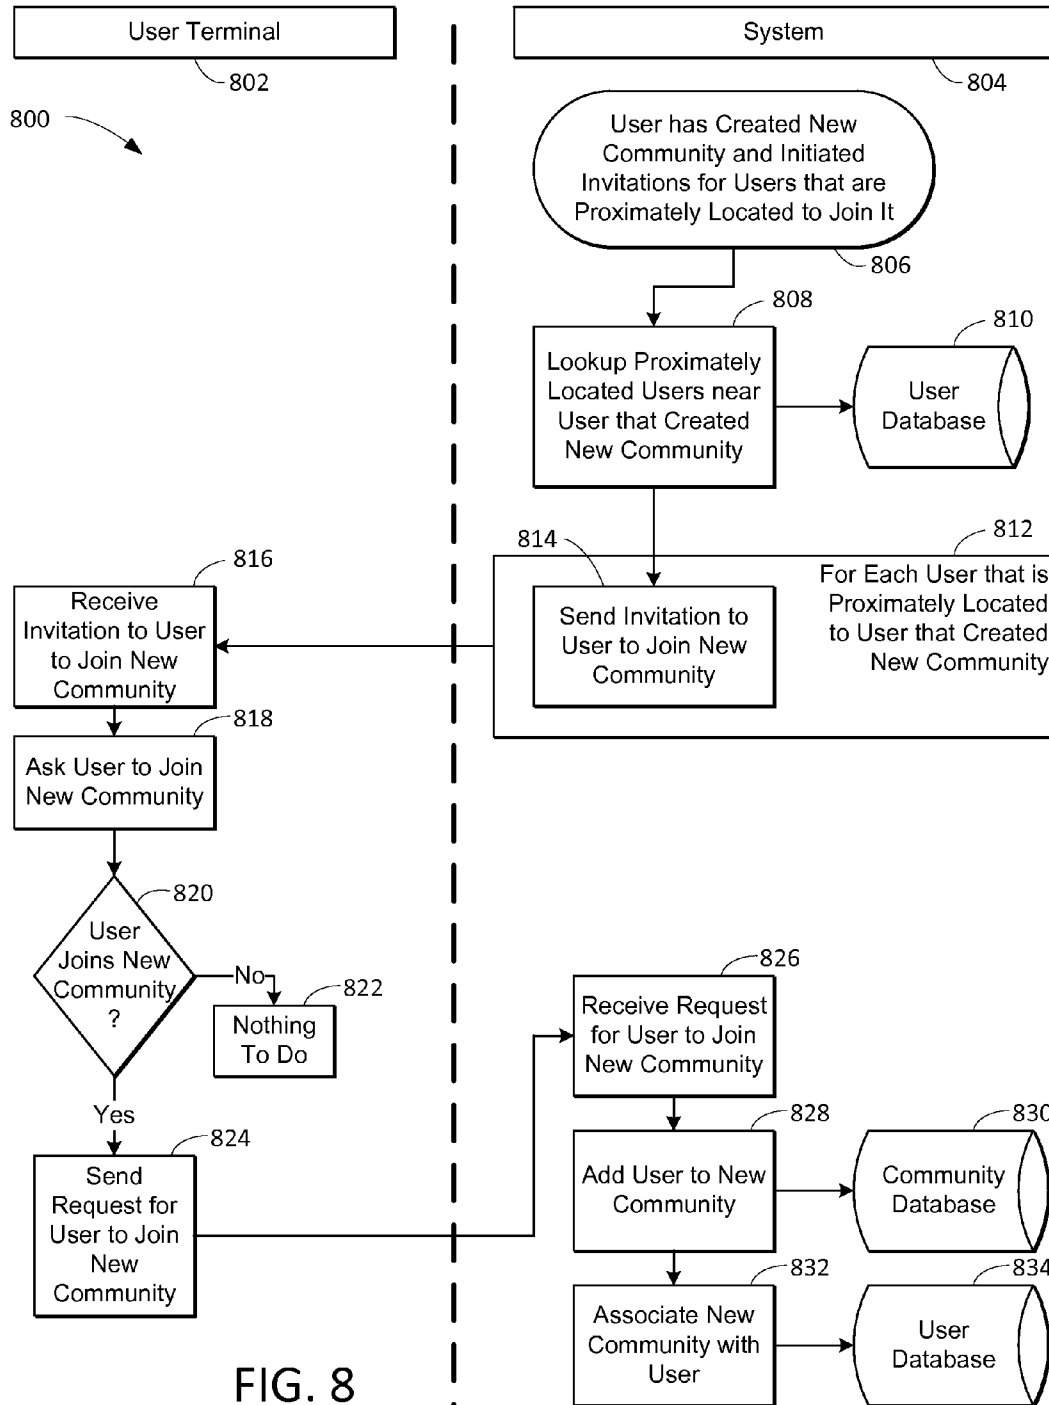 User Terminal
802
System
804
800
User has Created New
Community and Initiated
Invitations for Users that are
Proximately Located to Join It
806
808
Lookup Proximately
Located Users near
User that Created
New Community
810
User
Database
812
For Each User that is
Proximately Located
to User that Created
New Community
814
Send Invitation to
User to Join New
Community
816
Receive
Invitation to User
to Join New
Community
818
Ask User to Join
New Community
820
User
Joins New
Community
?
No
822
Nothing
To Do
Yes
824
Send
Request for
User to Join
New
Community
826
Receive Request
for User to Join
New Community
828
Add User to New
Community
830
Community
Database
832
Associate New
Community with
User
834
User
Database
FIG. 8